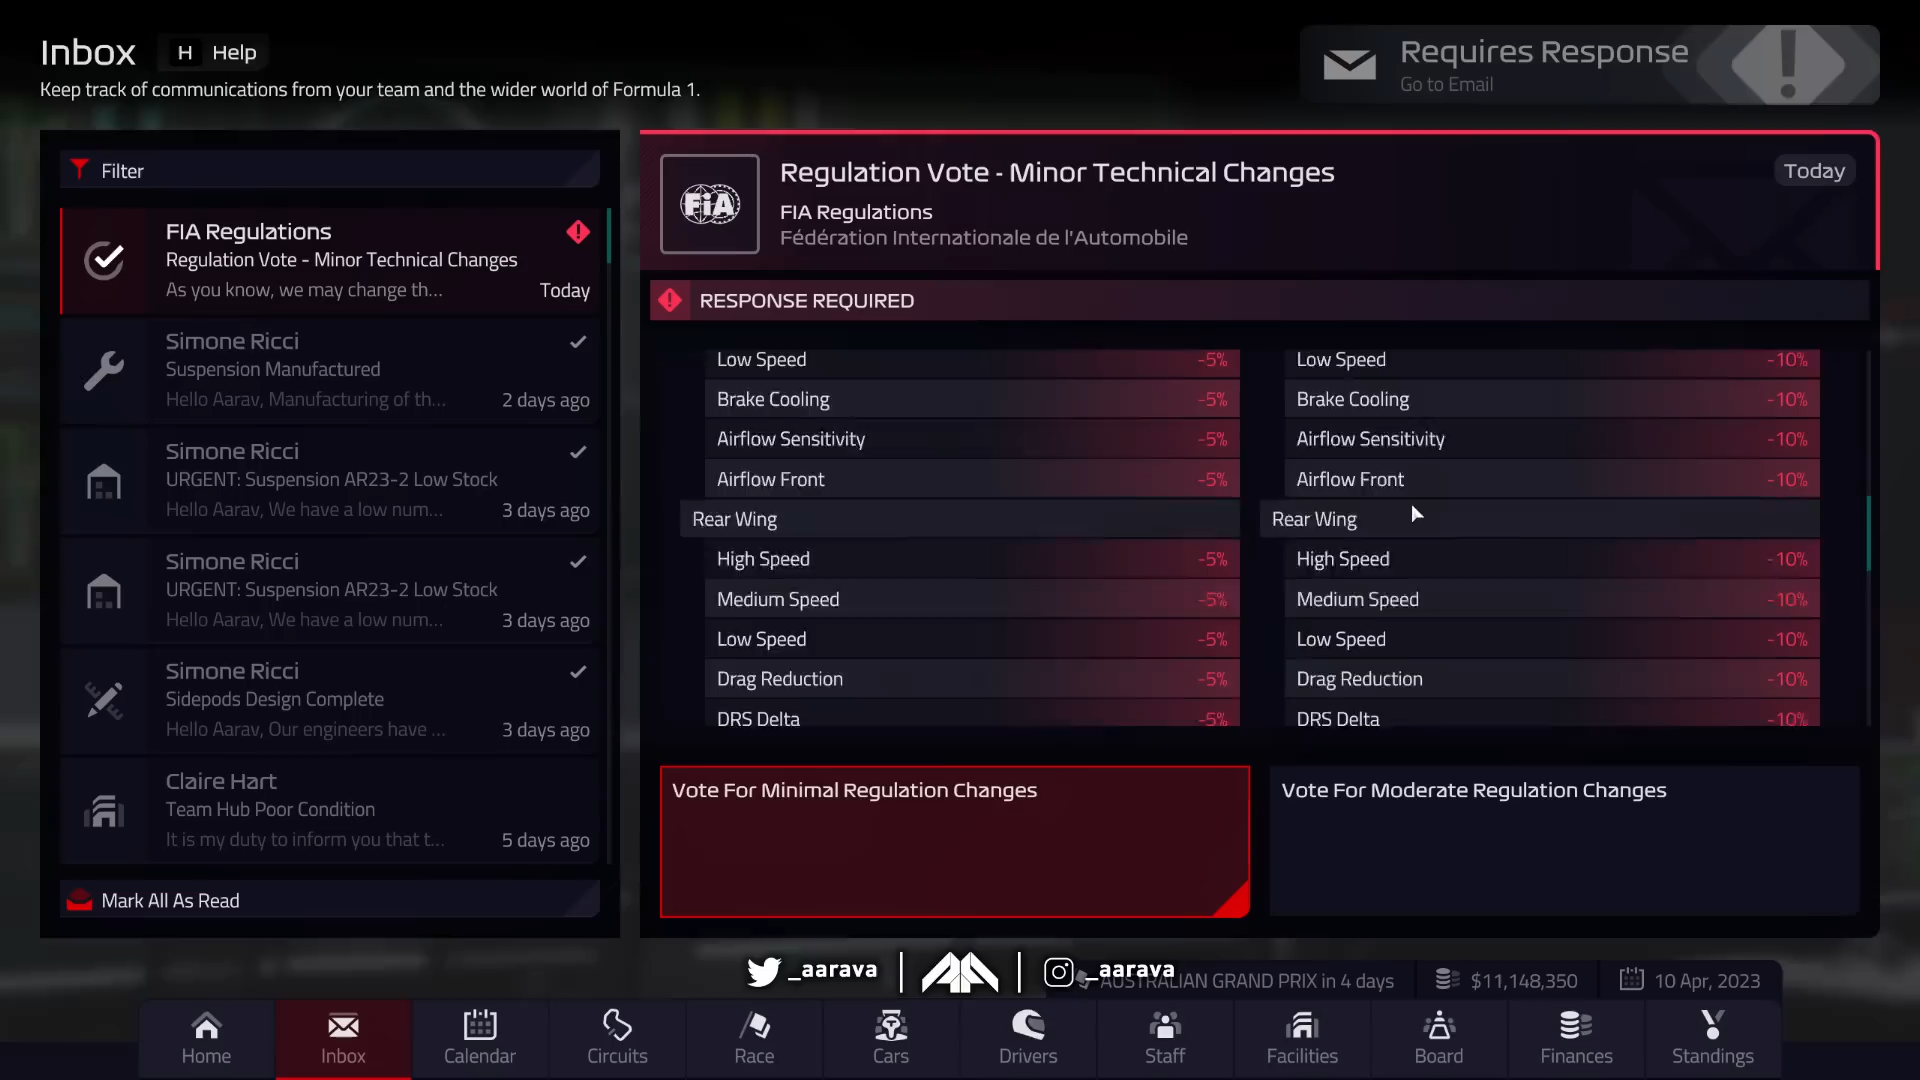 Inbox
H Help
Keep track of communications from your team and the wider world of Formula 1.
Requires Response
Go to Email
Filter
FIA Regulations
Regulation Vote - Minor Technical Changes
As you know, we may change th...
Today
Simone Ricci
Suspension Manufactured
Hello Aarav, Manufacturing of th...
2 days ago
Simone Ricci
URGENT: Suspension AR23-2 Low Stock
Hello Aarav, We have a low num...
3 days ago
Simone Ricci
URGENT: Suspension AR23-2 Low Stock
Hello Aarav, We have a low num...
3 days ago
Simone Ricci
Sidepods Design Complete
Hello Aarav, Our engineers have ...
3 days ago
Claire Hart
Team Hub Poor Condition
It is my duty to inform you that t...
5 days ago
Mark All As Read
FiA
Regulation Vote - Minor Technical Changes
Today
FIA Regulations
Fédération Internationale de l'Automobile
RESPONSE REQUIRED
Low Speed -5%
Brake Cooling -5%
Airflow Sensitivity -5%
Airflow Front -5%
Rear Wing
High Speed -5%
Medium Speed -5%
Low Speed -5%
Drag Reduction -5%
DRS Delta -5%
Low Speed -10%
Brake Cooling -10%
Airflow Sensitivity -10%
Airflow Front -10%
Rear Wing
High Speed -10%
Medium Speed -10%
Low Speed -10%
Drag Reduction -10%
DRS Delta -10%
Vote For Minimal Regulation Changes
Vote For Moderate Regulation Changes
_aarava
_aarava
AUSTRALIAN GRAND PRIX in 4 days
$11,148,350
10 Apr, 2023
Home
Inbox
Calendar
Circuits
Race
Cars
Drivers
Staff
Facilities
Board
Finances
Standings